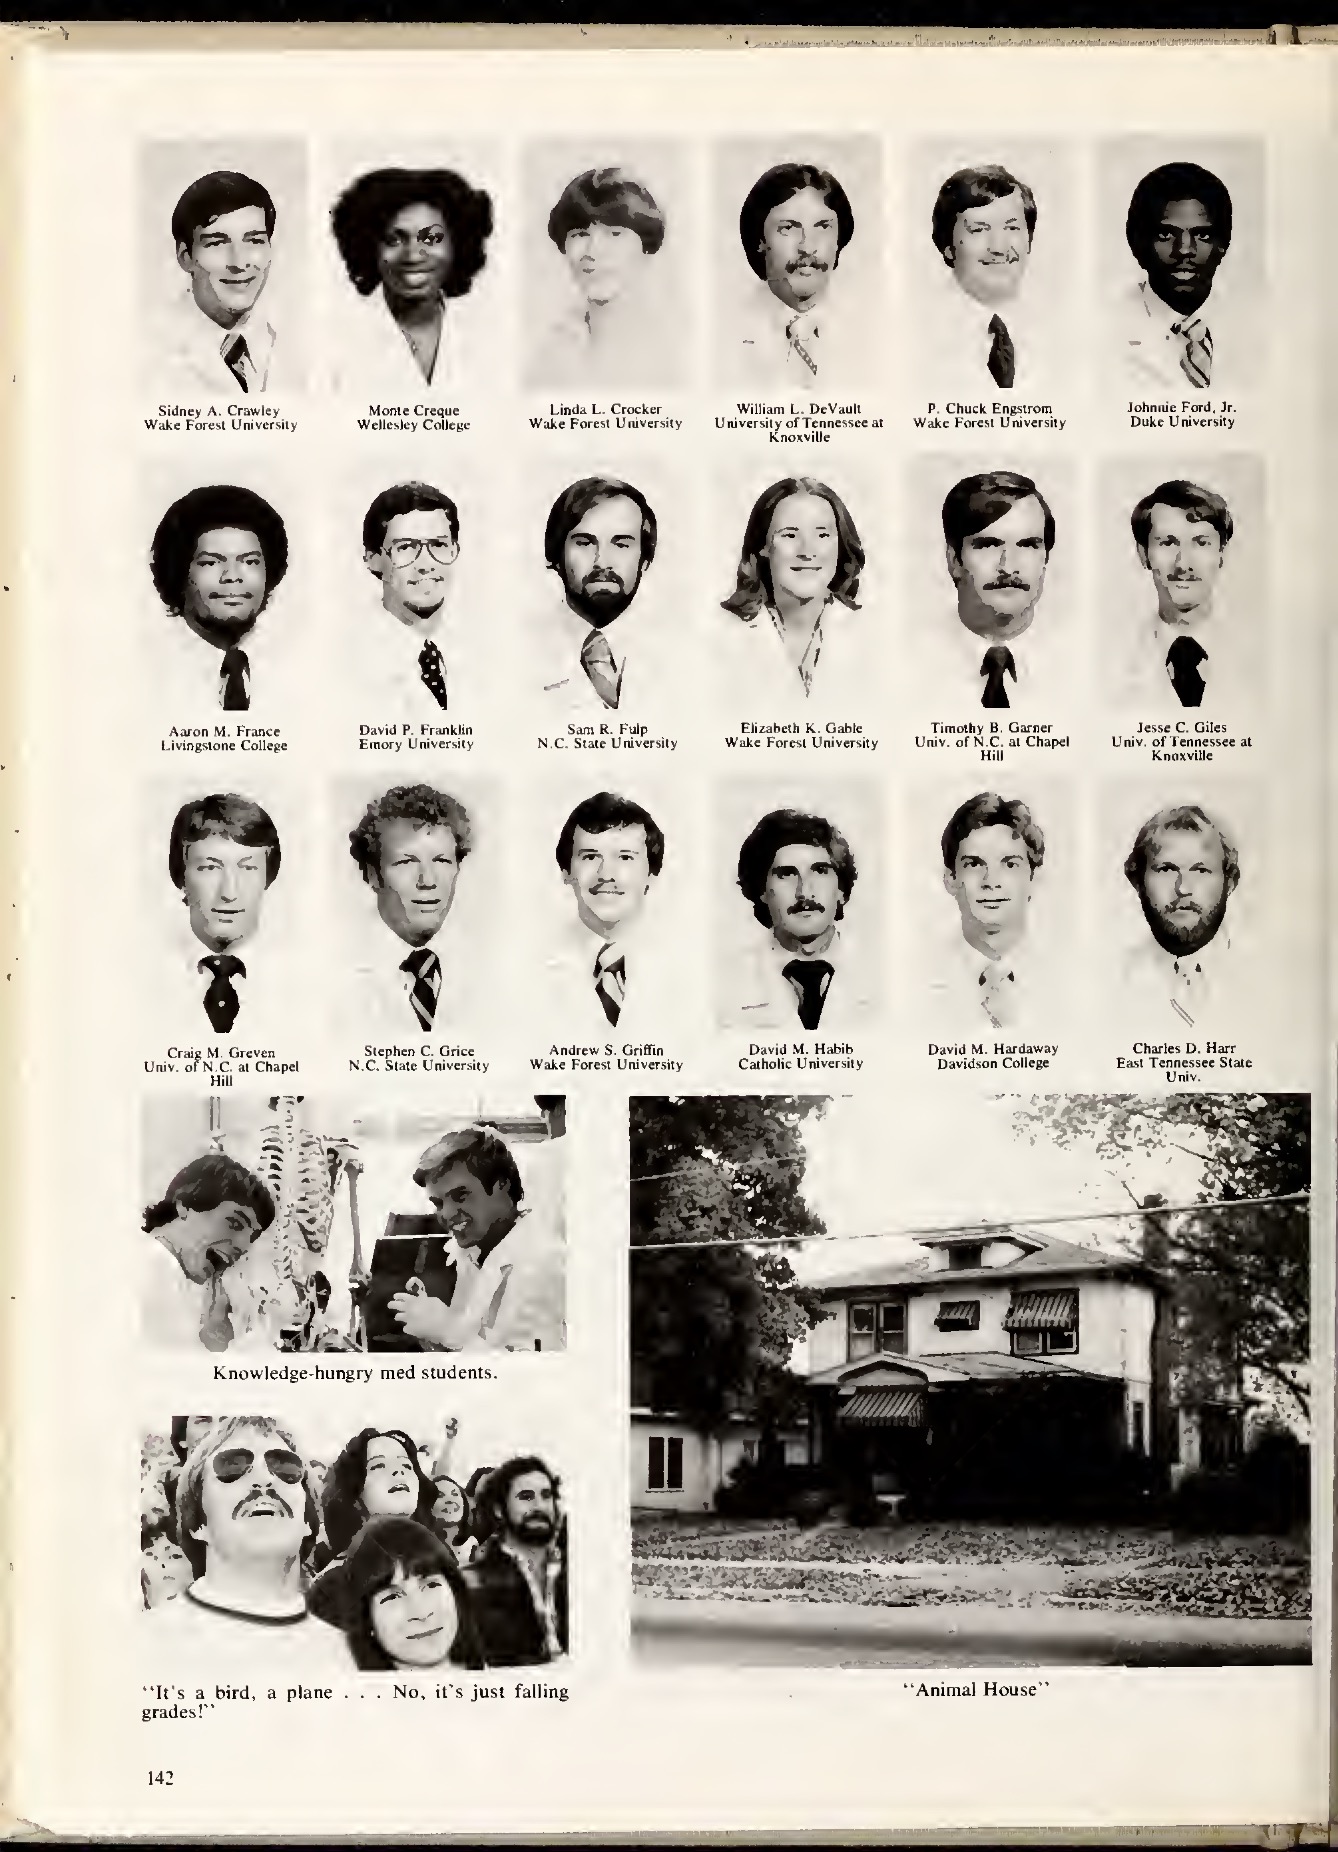 Sidney A. Crawley
Wake Forest University
Monte Creque
Wellesley College
Linda L. Crocker
Wake Forest University
William L. DeVault
University of Tennessee at
Knoxville
P. Chuck Engstrom
Wake Forest University
Johnnie Ford, Jr.
Duke University
Aaron M. France
Livingstone College
David P. Franklin
Emory University
Sam R. Fulp
N.C. State University
Elizabeth K. Gable
Wake Forest University
Timothy B. Garner
Univ. of N.C. at Chapel
Hill
Jesse C. Giles
Univ. of Tennessee at
Knoxville
Craig M. Greven
Univ. of N.C. at Chapel
Hill
Stephen C. Grice
N.C. State University
Andrew S. Griffin
Wake Forest University
David M. Habib
Catholic University
David M. Hardaway
Davidson College
Charles D. Harr
East Tennessee State
Univ.
Knowledge-hungry med students.
"It's a bird, a plane . . . No, it's just falling
grades!"
"Animal House"
142